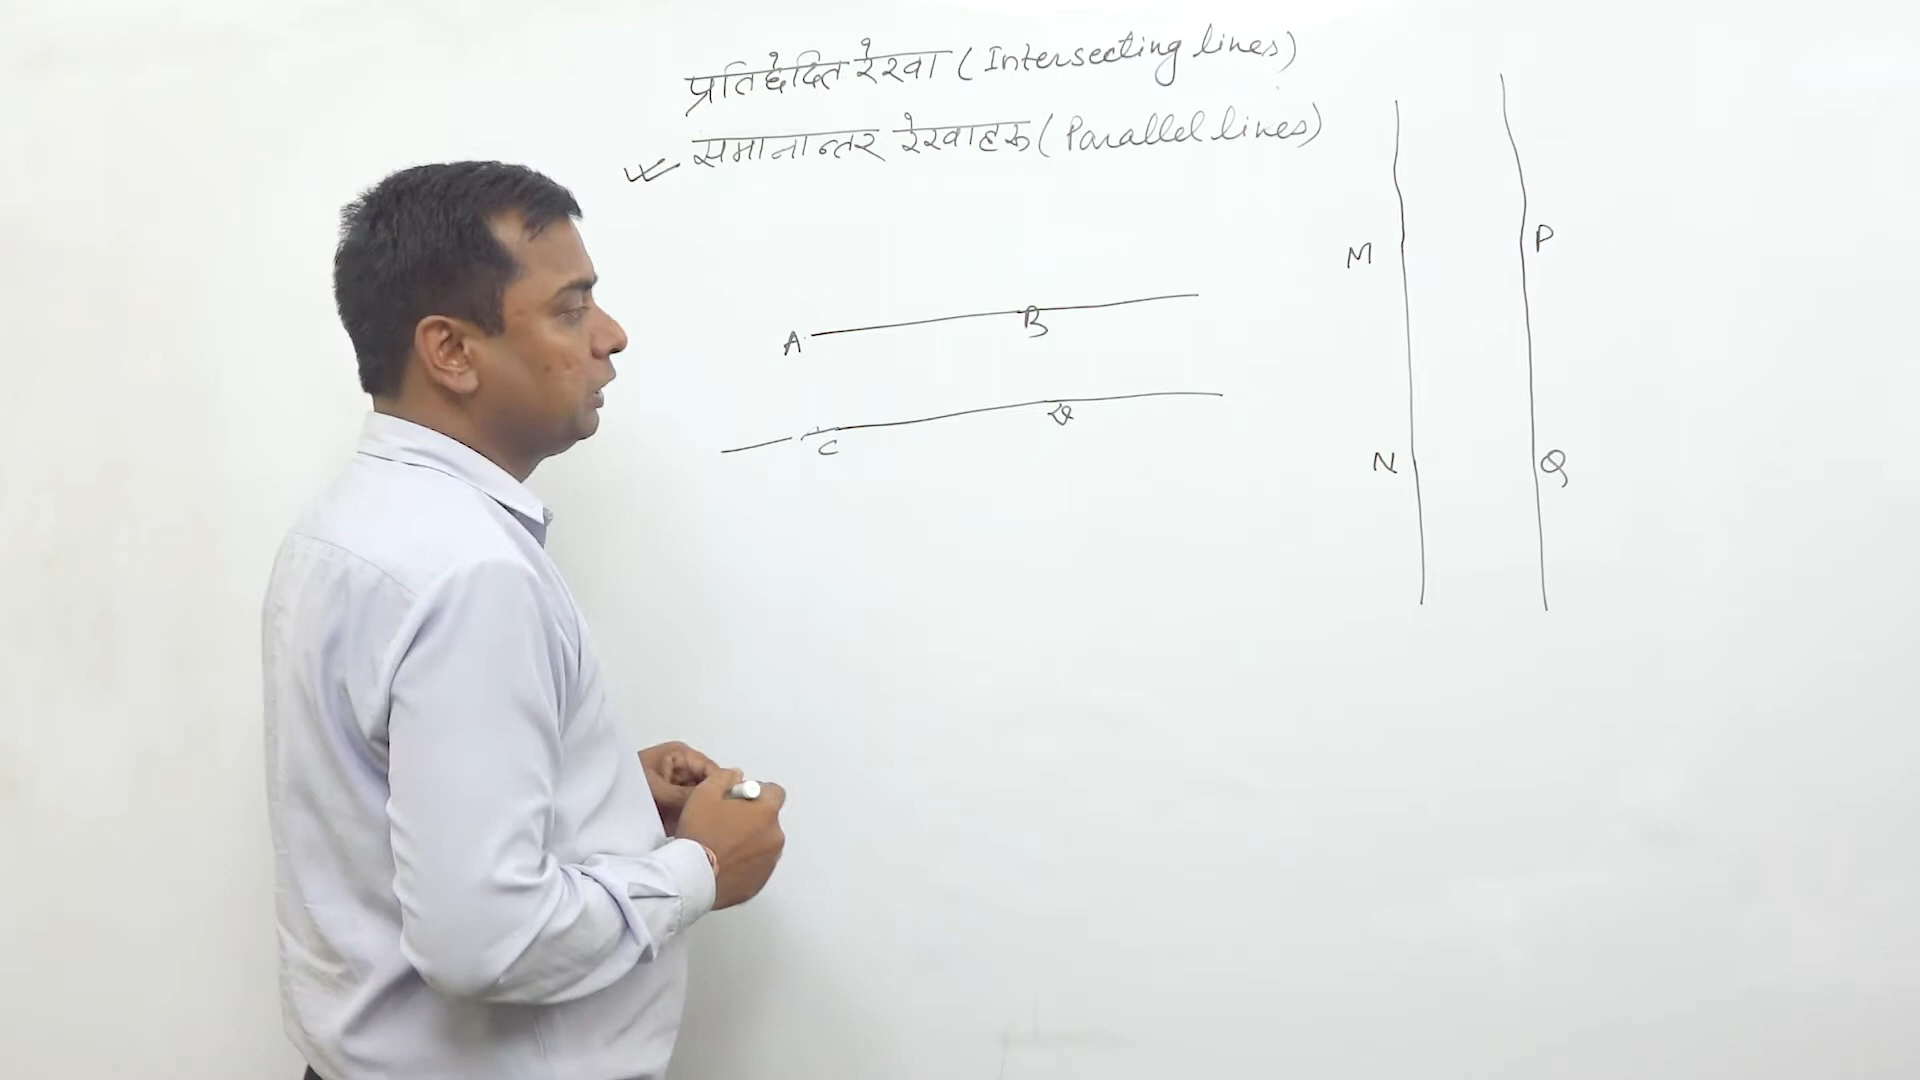 प्रतिछेदित रेखा (Intersecting lines)
समानान्तर रेखाहरू (Parallel lines)
A B
C
M P
N Q